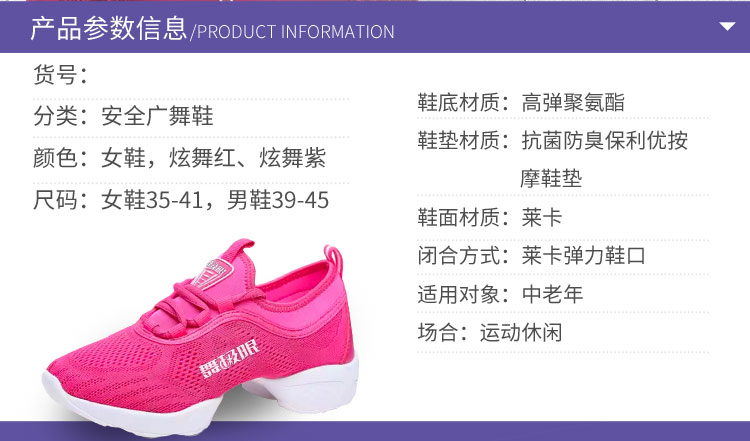 产品参数信息/PRODUCT INFORMATION
货号：
分类：安全广舞鞋
颜色：女鞋，炫舞红、炫舞紫
尺码：女鞋35-41，男鞋39-45
鞋底材质：高弹聚氨酯
鞋垫材质：抗菌防臭保利优按
摩鞋垫
鞋面材质：莱卡
闭合方式：莱卡弹力鞋口
适用对象：中老年
场合：运动休闲
舞极限